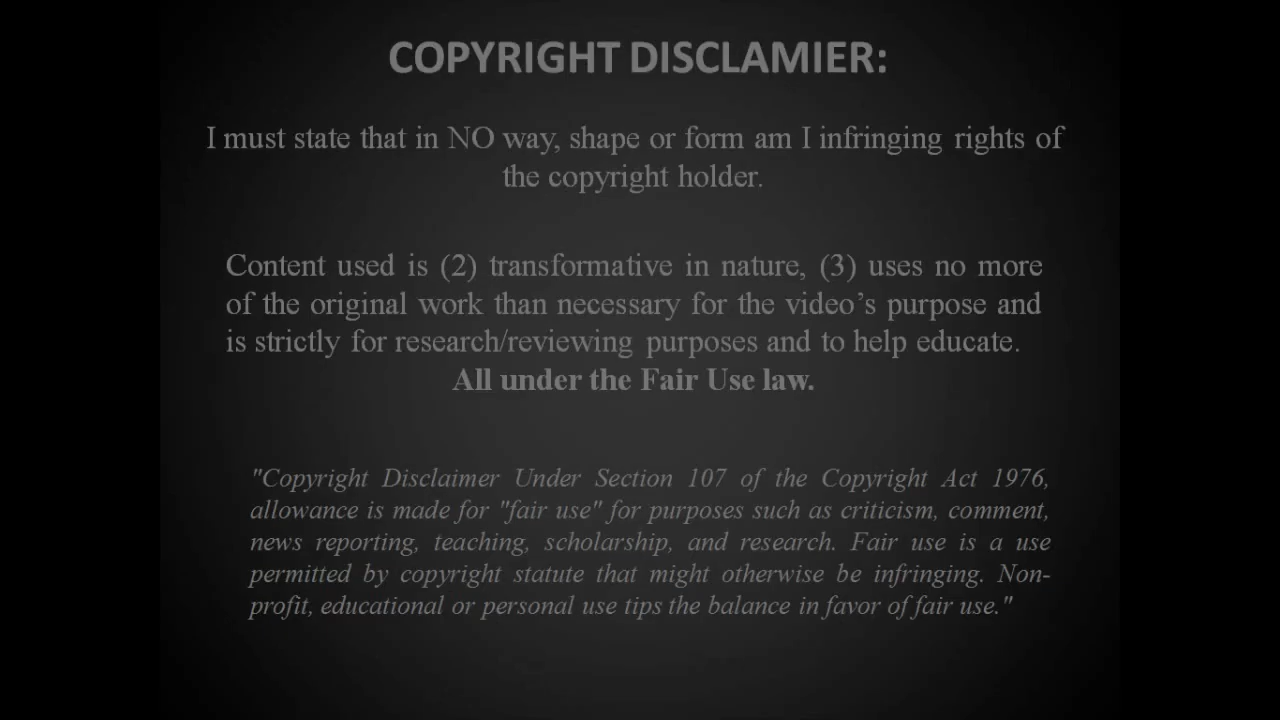 COPYRIGHT DISCLAMIER:
I must state that in NO way, shape or form am I infringing rights of
the copyright holder.
Content used is (2) transformative in nature, (3) uses no more
of the original work than necessary for the video’s purpose and
is strictly for research/reviewing purposes and to help educate.
All under the Fair Use law.
"Copyright Disclaimer Under Section 107 of the Copyright Act 1976,
allowance is made for "fair use" for purposes such as criticism, comment,
news reporting, teaching, scholarship, and research. Fair use is a use
permitted by copyright statute that might otherwise be infringing. Non-
profit, educational or personal use tips the balance in favor of fair use."